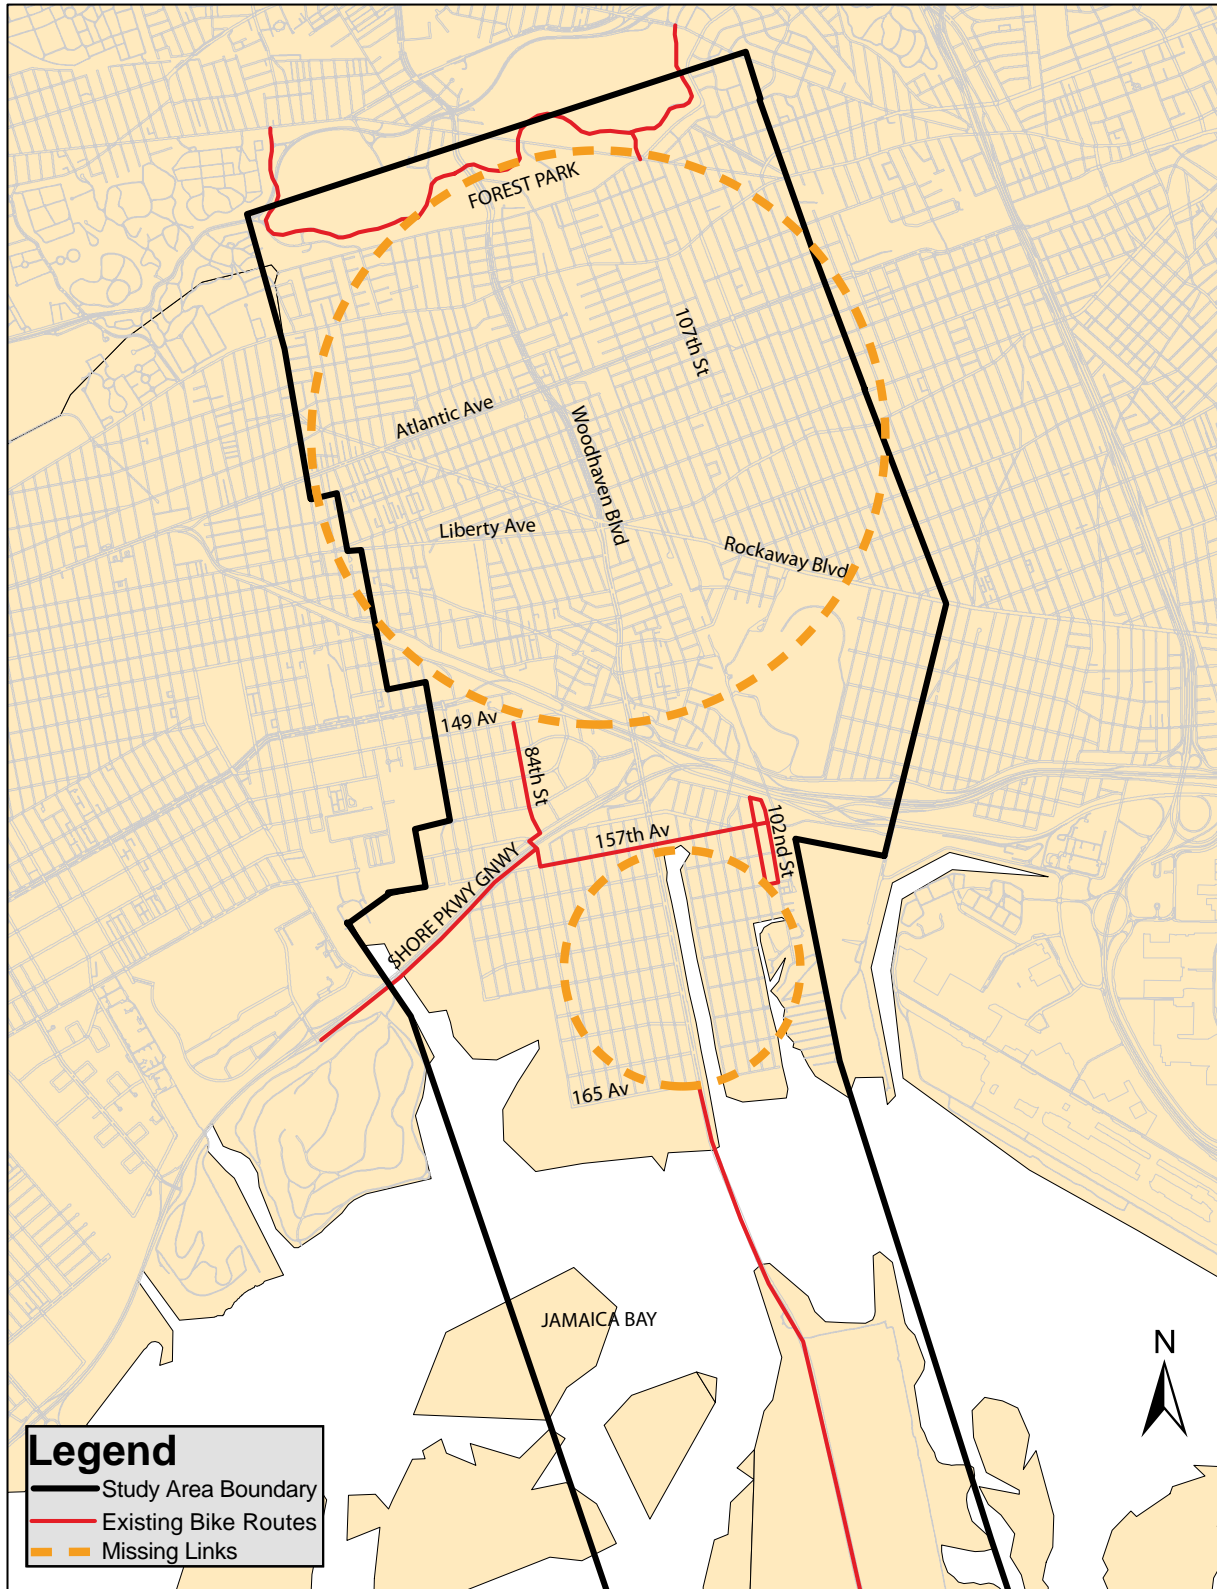 FOREST PARK
107th St
Atlantic Ave
Woodhaven Blvd
Liberty Ave
Rockaway Blvd
149 Av
84th St
157th Av
102nd St
SHORE PKWY GNWY
165 Av
JAMAICA BAY
N
Legend
Study Area Boundary
Existing Bike Routes
Missing Links